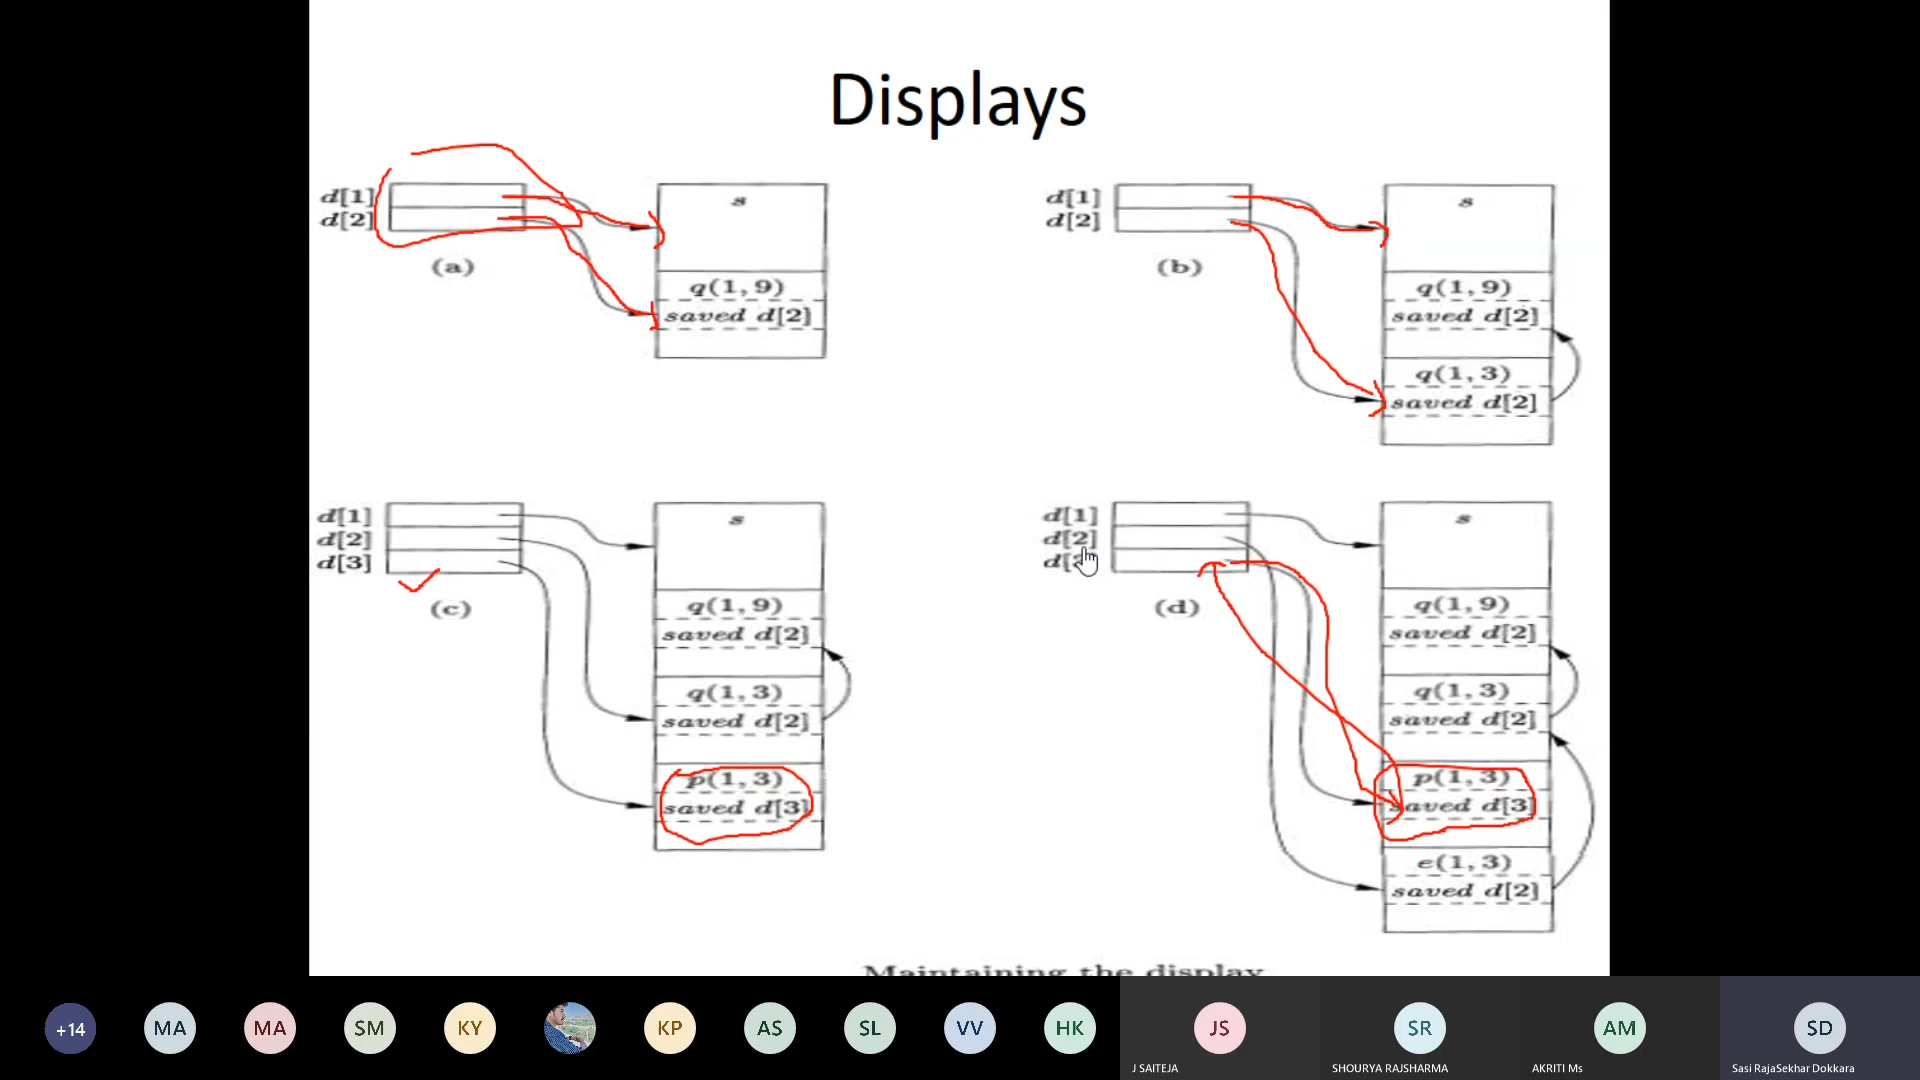 Displays
d[1]
d[2]
(a)
s
q(1, 9)
saved d[2]
d[1]
d[2]
(b)
s
q(1, 9)
saved d[2]
q(1, 3)
saved d[2]
d[1]
d[2]
d[3]
(c)
s
q(1, 9)
saved d[2]
q(1, 3)
saved d[2]
p(1, 3)
saved d[3]
d[1]
d[2]
(d)
s
q(1, 9)
saved d[2]
q(1, 3)
saved d[2]
p(1, 3)
saved d[3]
e(1, 3)
saved d[2]
Maintaining the display
+14
MA
MA
SM
KY
KP
AS
SL
VV
HK
JS
J SAITEJA
SR
SHOURYA RAJSHARMA
AM
AKRITI Ms
SD
Sasi RajaSekhar Dokkara